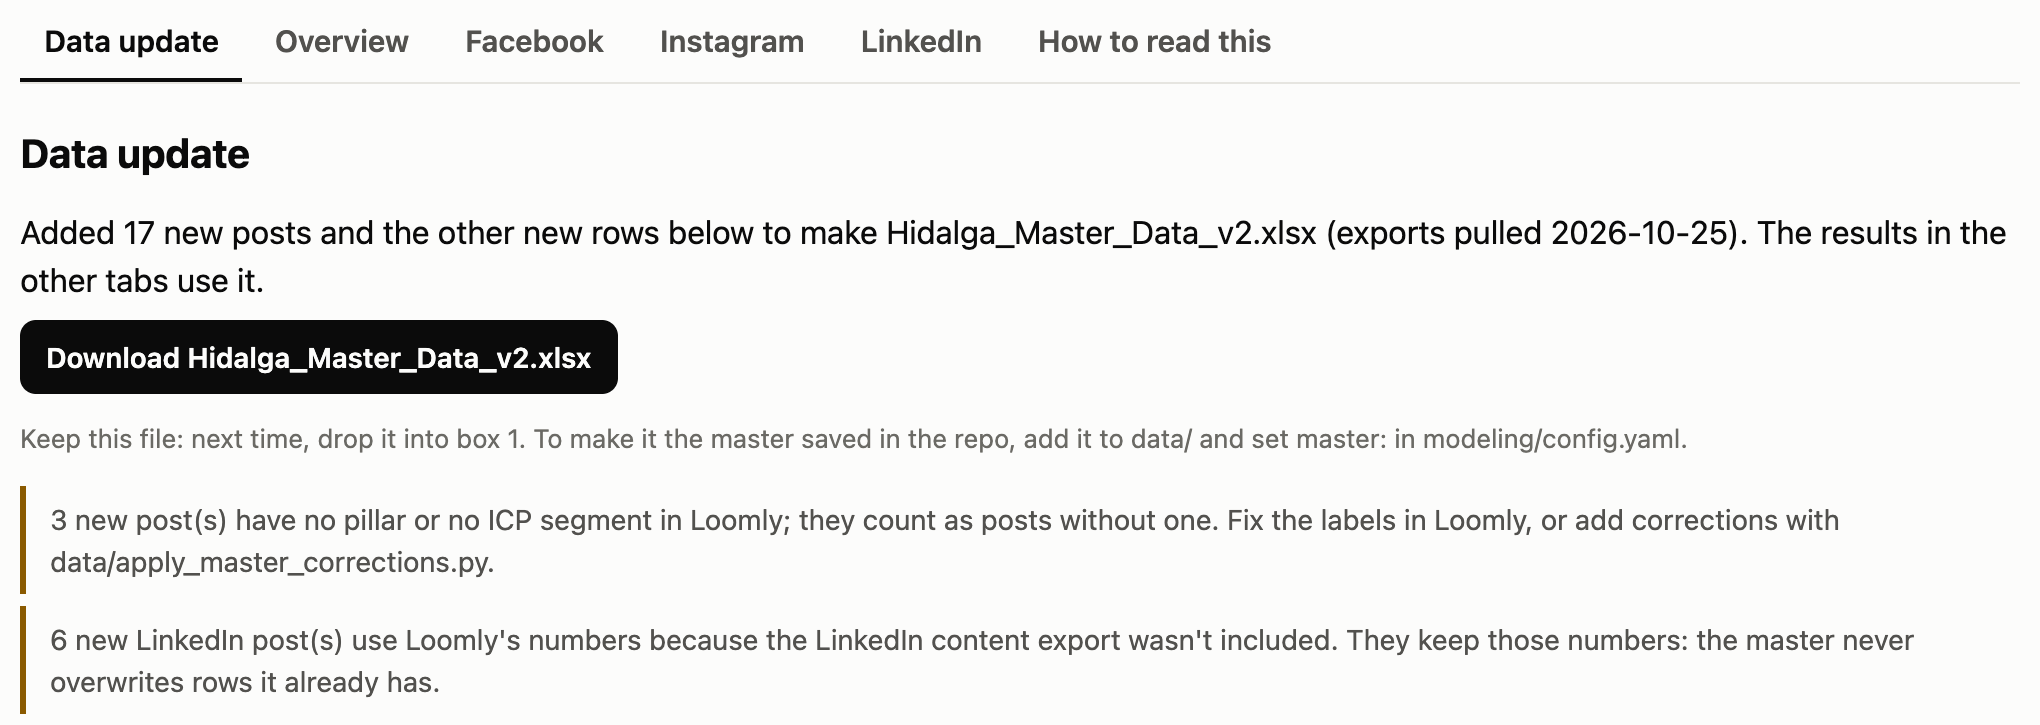 Data update Overview Facebook Instagram LinkedIn How to read this
Data update
Added 17 new posts and the other new rows below to make Hidalga_Master_Data_v2.xlsx (exports pulled 2026-10-25). The results in the
other tabs use it.
Download Hidalga_Master_Data_v2.xlsx
Keep this file: next time, drop it into box 1. To make it the master saved in the repo, add it to data/ and set master: in modeling/config.yaml.
3 new post(s) have no pillar or no ICP segment in Loomly; they count as posts without one. Fix the labels in Loomly, or add corrections with
data/apply_master_corrections.py.
6 new LinkedIn post(s) use Loomly's numbers because the LinkedIn content export wasn't included. They keep those numbers: the master never
overwrites rows it already has.